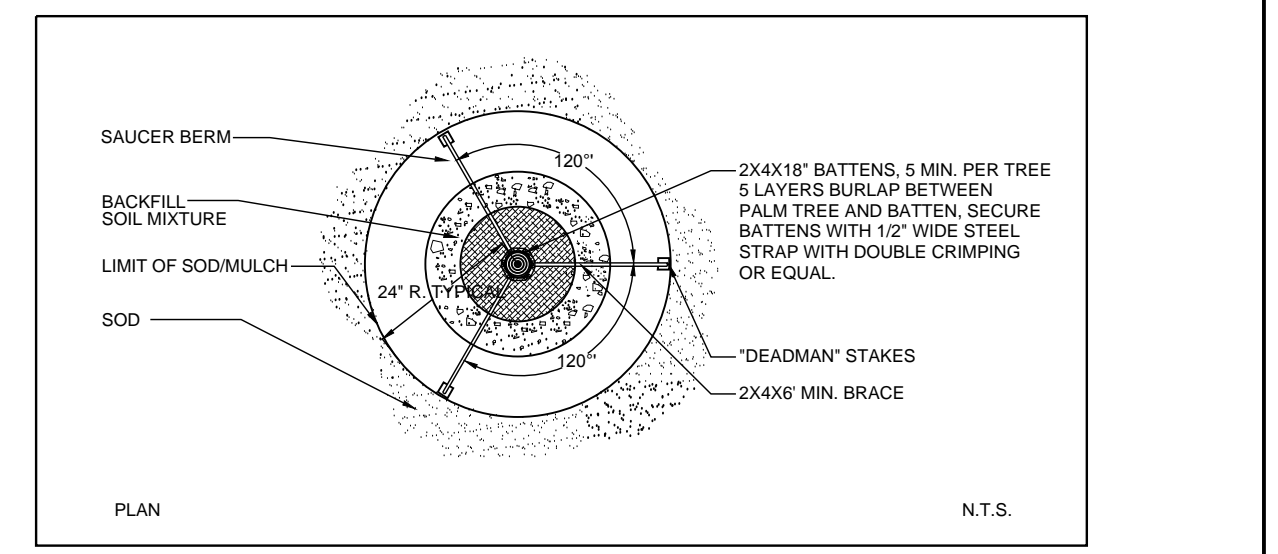 SAUCER BERM
BACKFILL
SOIL MIXTURE
LIMIT OF SOD/MULCH
24" R. TYPICAL
SOD
120°'
120°'
2X4X18" BATTENS, 5 MIN. PER TREE
5 LAYERS BURLAP BETWEEN
PALM TREE AND BATTEN, SECURE
BATTENS WITH 1/2" WIDE STEEL
STRAP WITH DOUBLE CRIMPING
OR EQUAL.
"DEADMAN" STAKES
2X4X6' MIN. BRACE
PLAN
N.T.S.